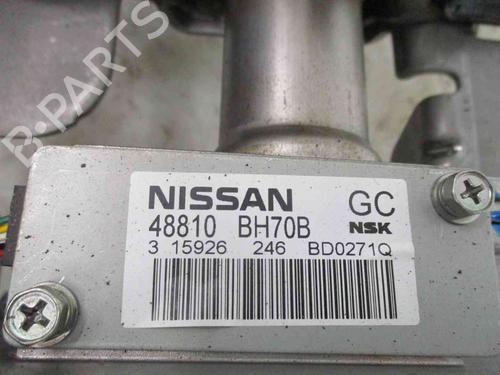 B-PARTS
NISSAN GC
48810 BH70B NSK
3 15926 246 BD0271Q